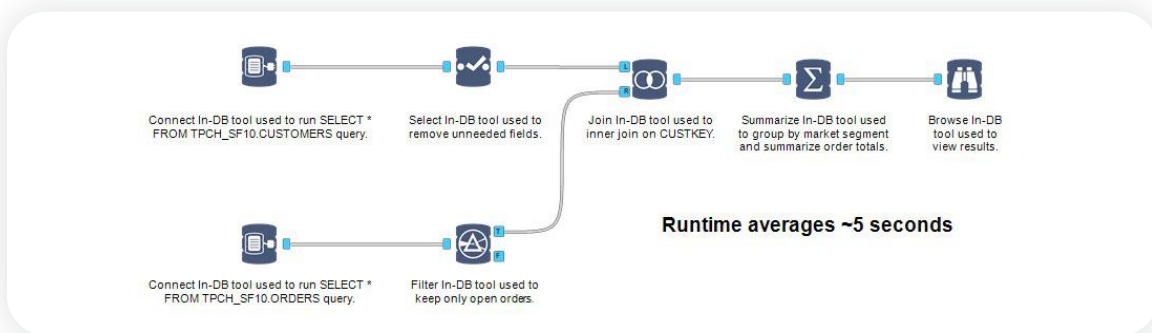 L
R
Connect In-DB tool used to run SELECT *
FROM TPCH_SF10.CUSTOMERS query.
Select In-DB tool used to
remove unneeded fields.
Join In-DB tool used to
inner join on CUSTKEY.
Summarize In-DB tool used
to group by market segment
and summarize order totals.
Browse In-DB
tool used to
view results.
Runtime averages ~5 seconds
T
F
Connect In-DB tool used to run SELECT *
FROM TPCH_SF10.ORDERS query.
Filter In-DB tool used to
keep only open orders.